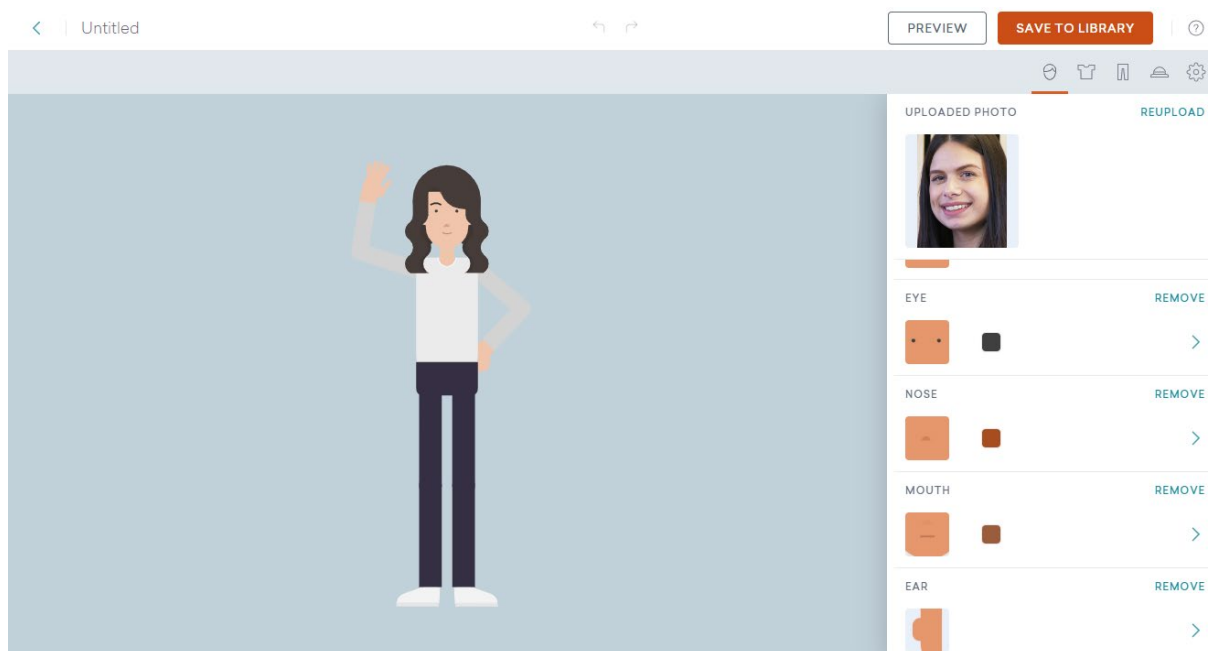 Untitled
PREVIEW
SAVE TO LIBRARY
?
UPLOADED PHOTO
REUPLOAD
EYE
REMOVE
NOSE
REMOVE
MOUTH
REMOVE
EAR
REMOVE